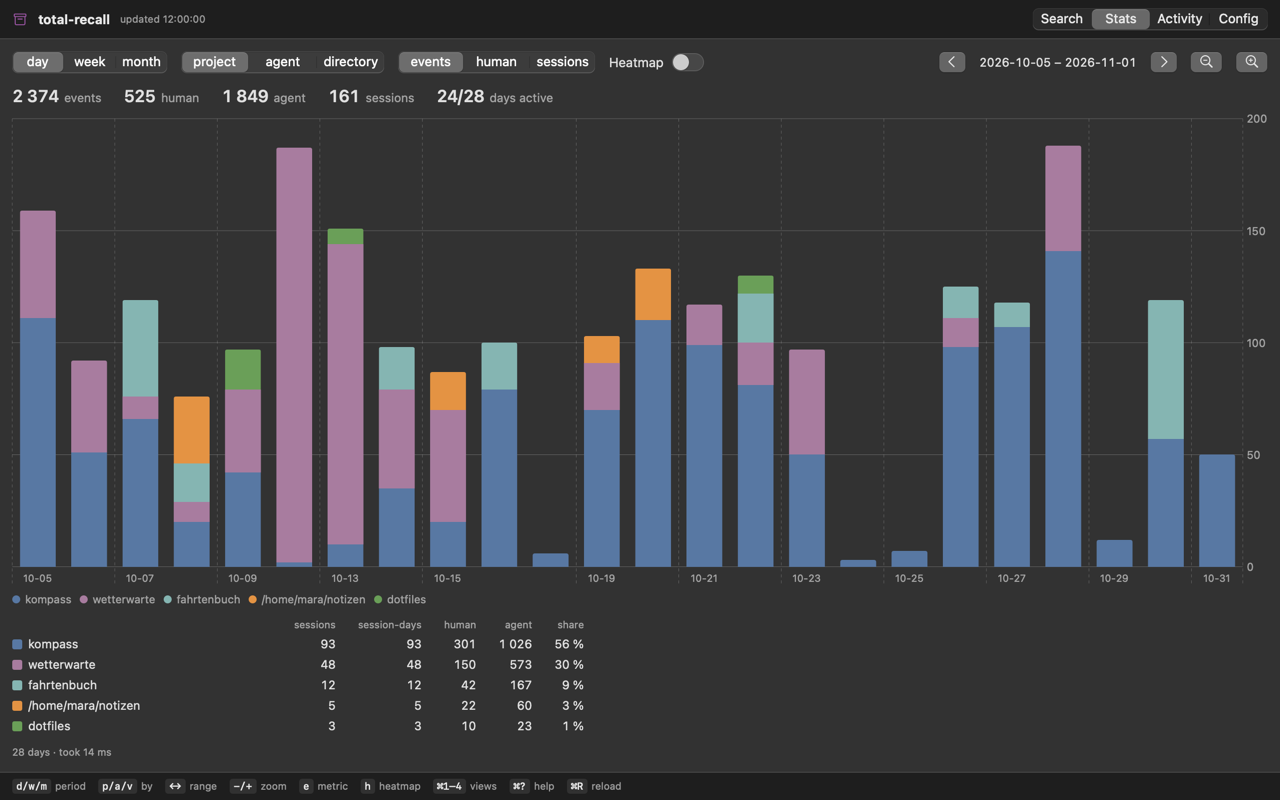 total-recall updated 12:00:00 Search Stats Activity Config
day week month project agent directory events human sessions Heatmap 2026-10-05 – 2026-11-01
2 374 events 525 human 1 849 agent 161 sessions 24/28 days active
200
150
100
50
0
10-05 10-07 10-09 10-13 10-15 10-19 10-21 10-23 10-25 10-27 10-29 10-31
kompass wetterwarte fahrtenbuch /home/mara/notizen dotfiles
sessions session-days human agent share
kompass 93 93 301 1 026 56 %
wetterwarte 48 48 150 573 30 %
fahrtenbuch 12 12 42 167 9 %
/home/mara/notizen 5 5 22 60 3 %
dotfiles 3 3 10 23 1 %
28 days · took 14 ms
d/w/m period p/a/v by ↔ range −/+ zoom e metric h heatmap ⌘1–4 views ⌘? help ⌘R reload